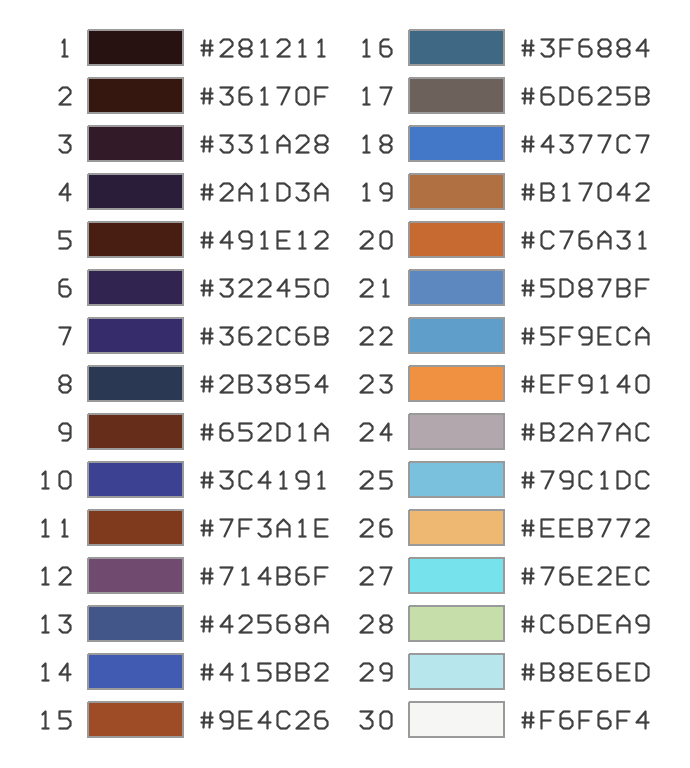 1 #281211
2 #36170F
3 #331A28
4 #2A1D3A
5 #491E12
6 #322450
7 #362C6B
8 #2B3854
9 #652D1A
10 #3C4191
11 #7F3A1E
12 #714B6F
13 #42568A
14 #415BB2
15 #9E4C26
16 #3F6884
17 #6D625B
18 #4377C7
19 #B17042
20 #C76A31
21 #5D87BF
22 #5F9ECA
23 #EF9140
24 #B2A7AC
25 #79C1DC
26 #EEB772
27 #76E2EC
28 #C6DEA9
29 #B8E6ED
30 #F6F6F4